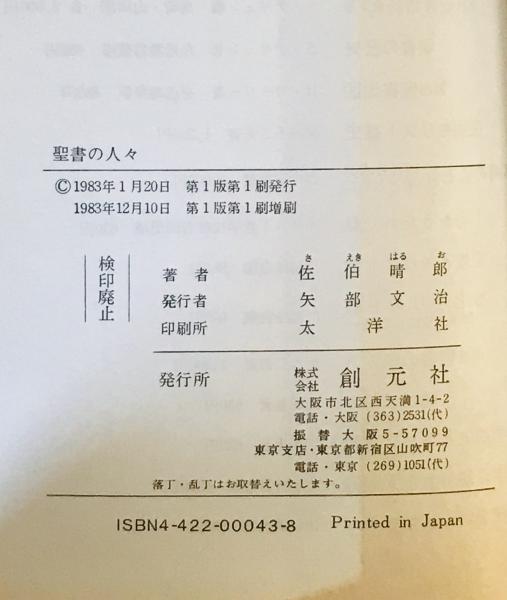 聖書の人々
©1983年1月20日 第1版第1刷発行
1983年12月10日 第1版第1刷増刷
検印廃止
さ えき はる お
著者 佐伯晴郎
発行者 矢部文治
印刷所 太洋社
発行所 株式会社 創元社
大阪市北区西天満1-4-2
電話・大阪(363)2531(代)
振替大阪5-57099
東京支店・東京都新宿区山吹町77
電話・東京(269)1051(代)
落丁・乱丁はお取替えいたします。
ISBN4-422-00043-8 Printed in Japan